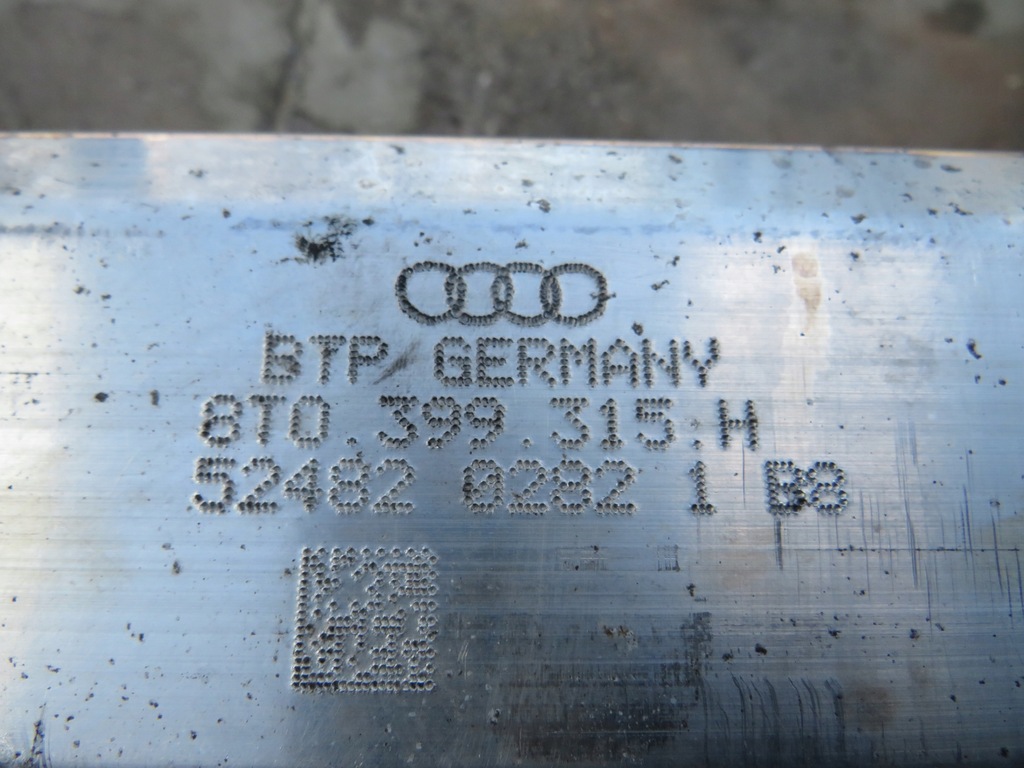 BTP GERMANY
8T0.399.315.H
52482 0282 1 B8